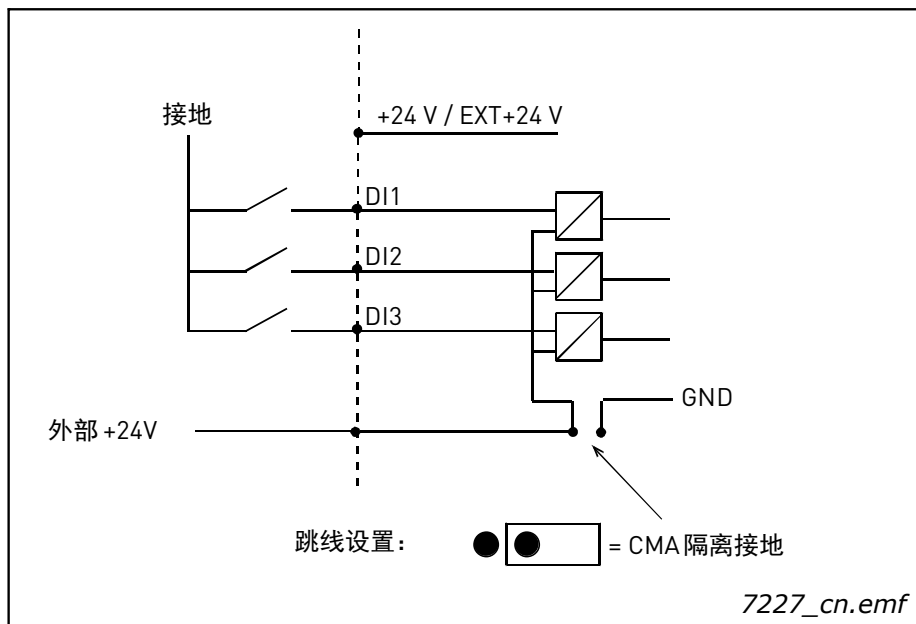 接地
+24 V / EXT+24 V
DI1
DI2
DI3
GND
外部 +24V
跳线设置：
= CMA隔离接地
7227_cn.emf